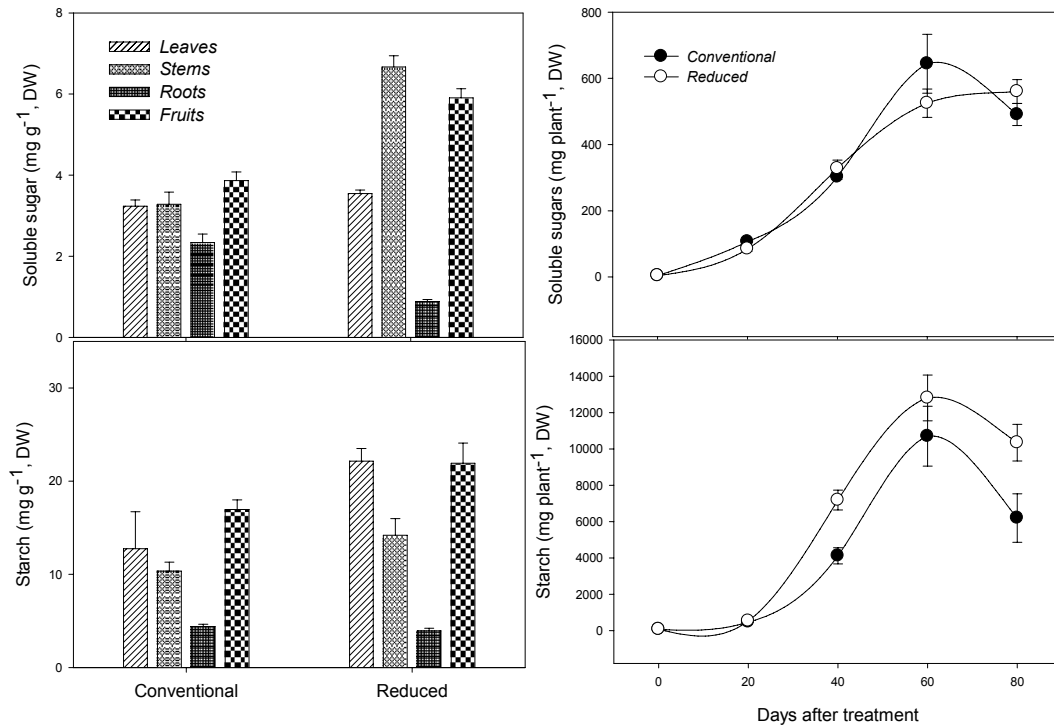 Soluble sugar (mg g-1, DW)
8
6
4
2
0
Leaves
Stems
Roots
Fruits
Starch (mg g-1, DW)
30
20
10
0
Conventional Reduced
Soluble sugars (mg plant-1, DW)
800
600
400
200
0
Conventional
Reduced
Starch (mg plant-1, DW)
16000
14000
12000
10000
8000
6000
4000
2000
0
0 20 40 60 80
Days after treatment